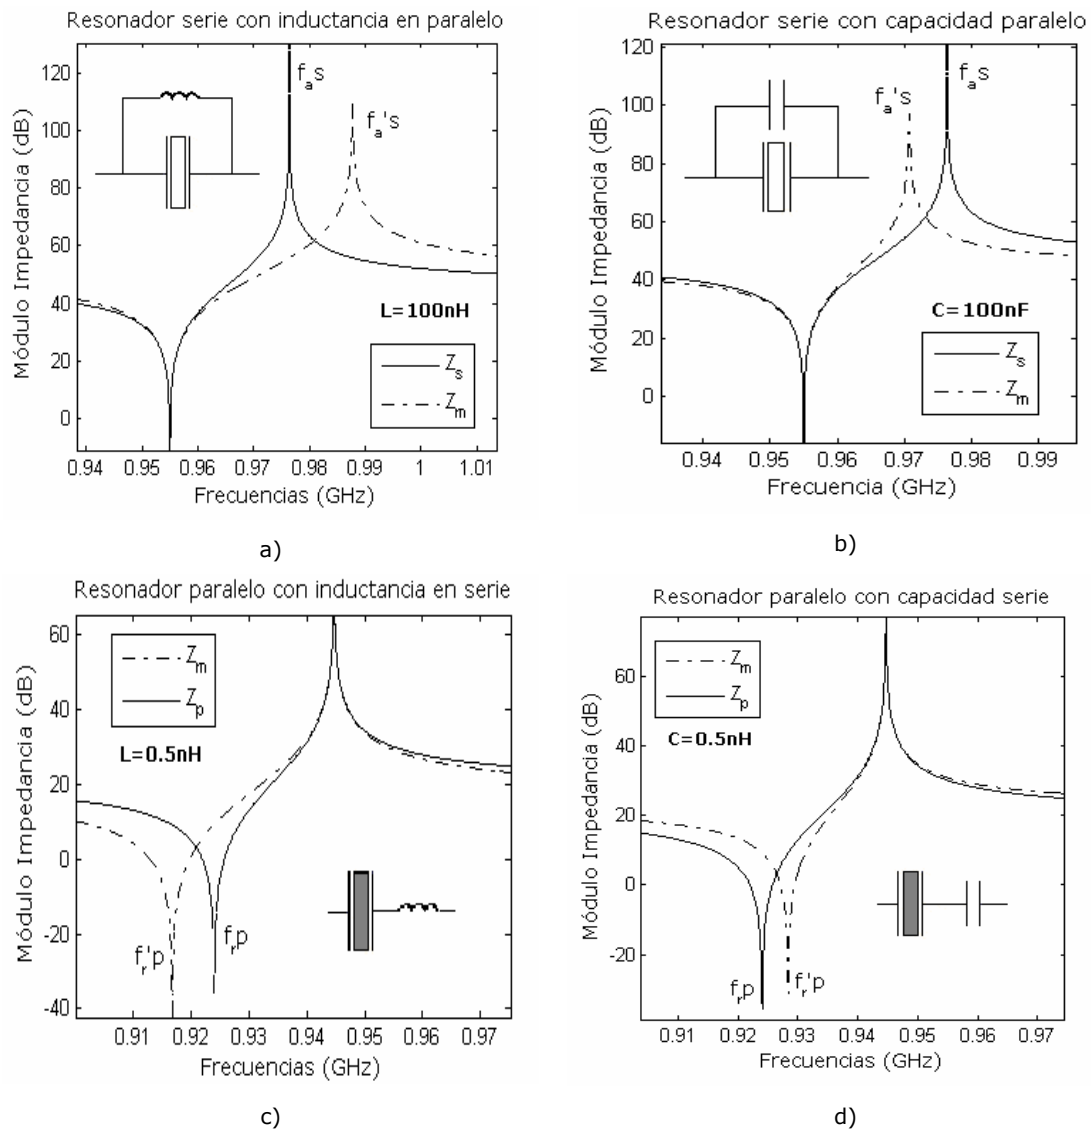 Resonador serie con inductancia en paralelo
Módulo Impedancia (dB)
120
100
80
60
40
20
0
f_a s
f_a's
L=100nH
Z_s
Z_m
0.94 0.95 0.96 0.97 0.98 0.99 1 1.01
Frecuencias (GHz)
a)
Resonador serie con capacidad paralelo
Módulo Impedancia (dB)
120
100
80
60
40
20
0
f_a's
f_a s
C=100nF
Z_s
Z_m
0.94 0.95 0.96 0.97 0.98 0.99
Frecuencia (GHz)
b)
Resonador paralelo con inductancia en serie
Módulo Impedancia (dB)
60
40
20
0
-20
-40
Z_m
Z_p
L=0.5nH
f_r'p
f_r p
0.91 0.92 0.93 0.94 0.95 0.96 0.97
Frecuencias (GHz)
c)
Resonador paralelo con capacidad serie
Módulo Impedancia (dB)
60
40
20
0
-20
Z_m
Z_p
C=0.5nH
f_r p
f_r'p
0.91 0.92 0.93 0.94 0.95 0.96 0.97
Frecuencias (GHz)
d)